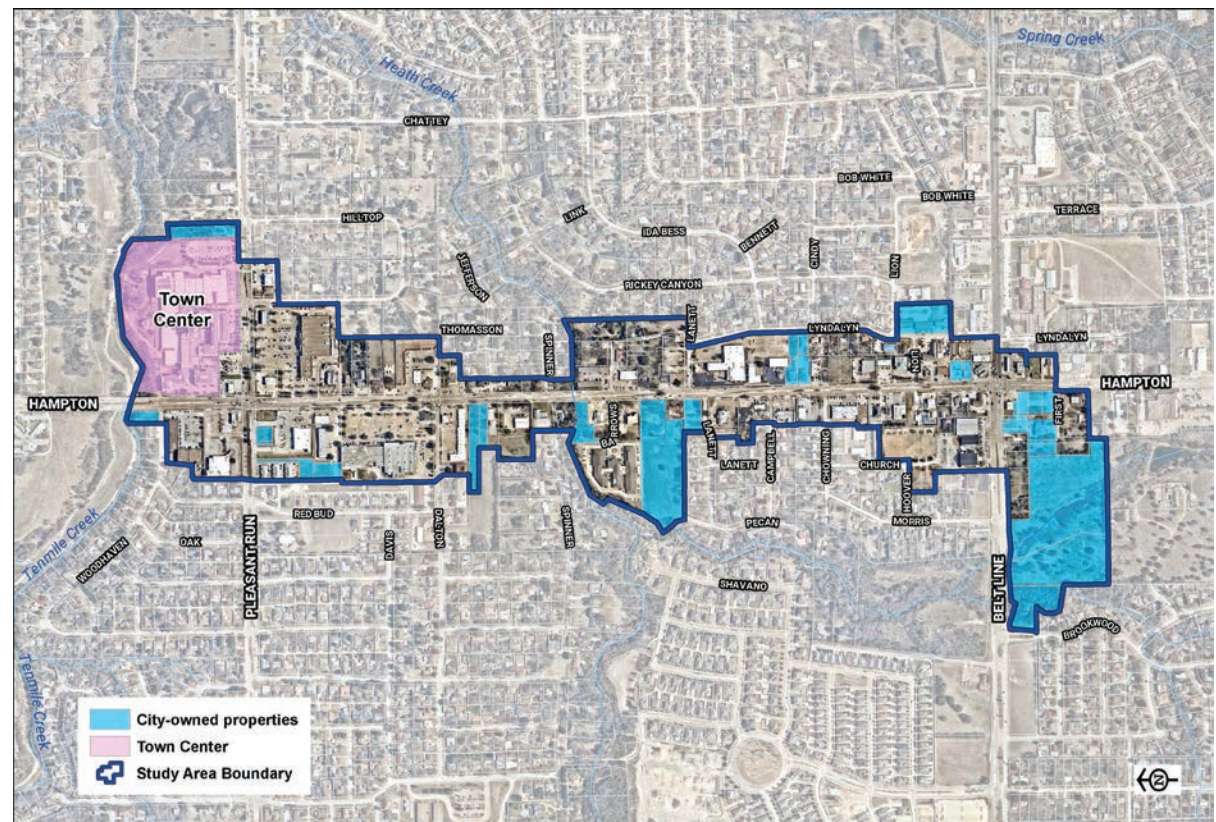 Spring Creek
Heath Creek
CHATTEY
BOB WHITE
BOB WHITE
TERRACE
HILLTOP
LINK
IDA BESS
BENNETT
CINDY
LION
JEFFERSON
RICKEY CANYON
Town
Center
THOMASSON
SPINNER
LANETT
LYNDALYN
LYNDALYN
LION
HAMPTON
HAMPTON
BARROWS
FIRST
LANETT
LANETT
CAMPBELL
CHOWNING
CHURCH
HOOVER
MORRIS
PECAN
RED BUD
OAK
DAVIS
DALTON
SPINNER
Tenmile Creek
WOODHAVEN
PLEASANT RUN
SHAVANO
BELT LINE
BROOKWOOD
Tenmile Creek
City-owned properties
Town Center
Study Area Boundary
N